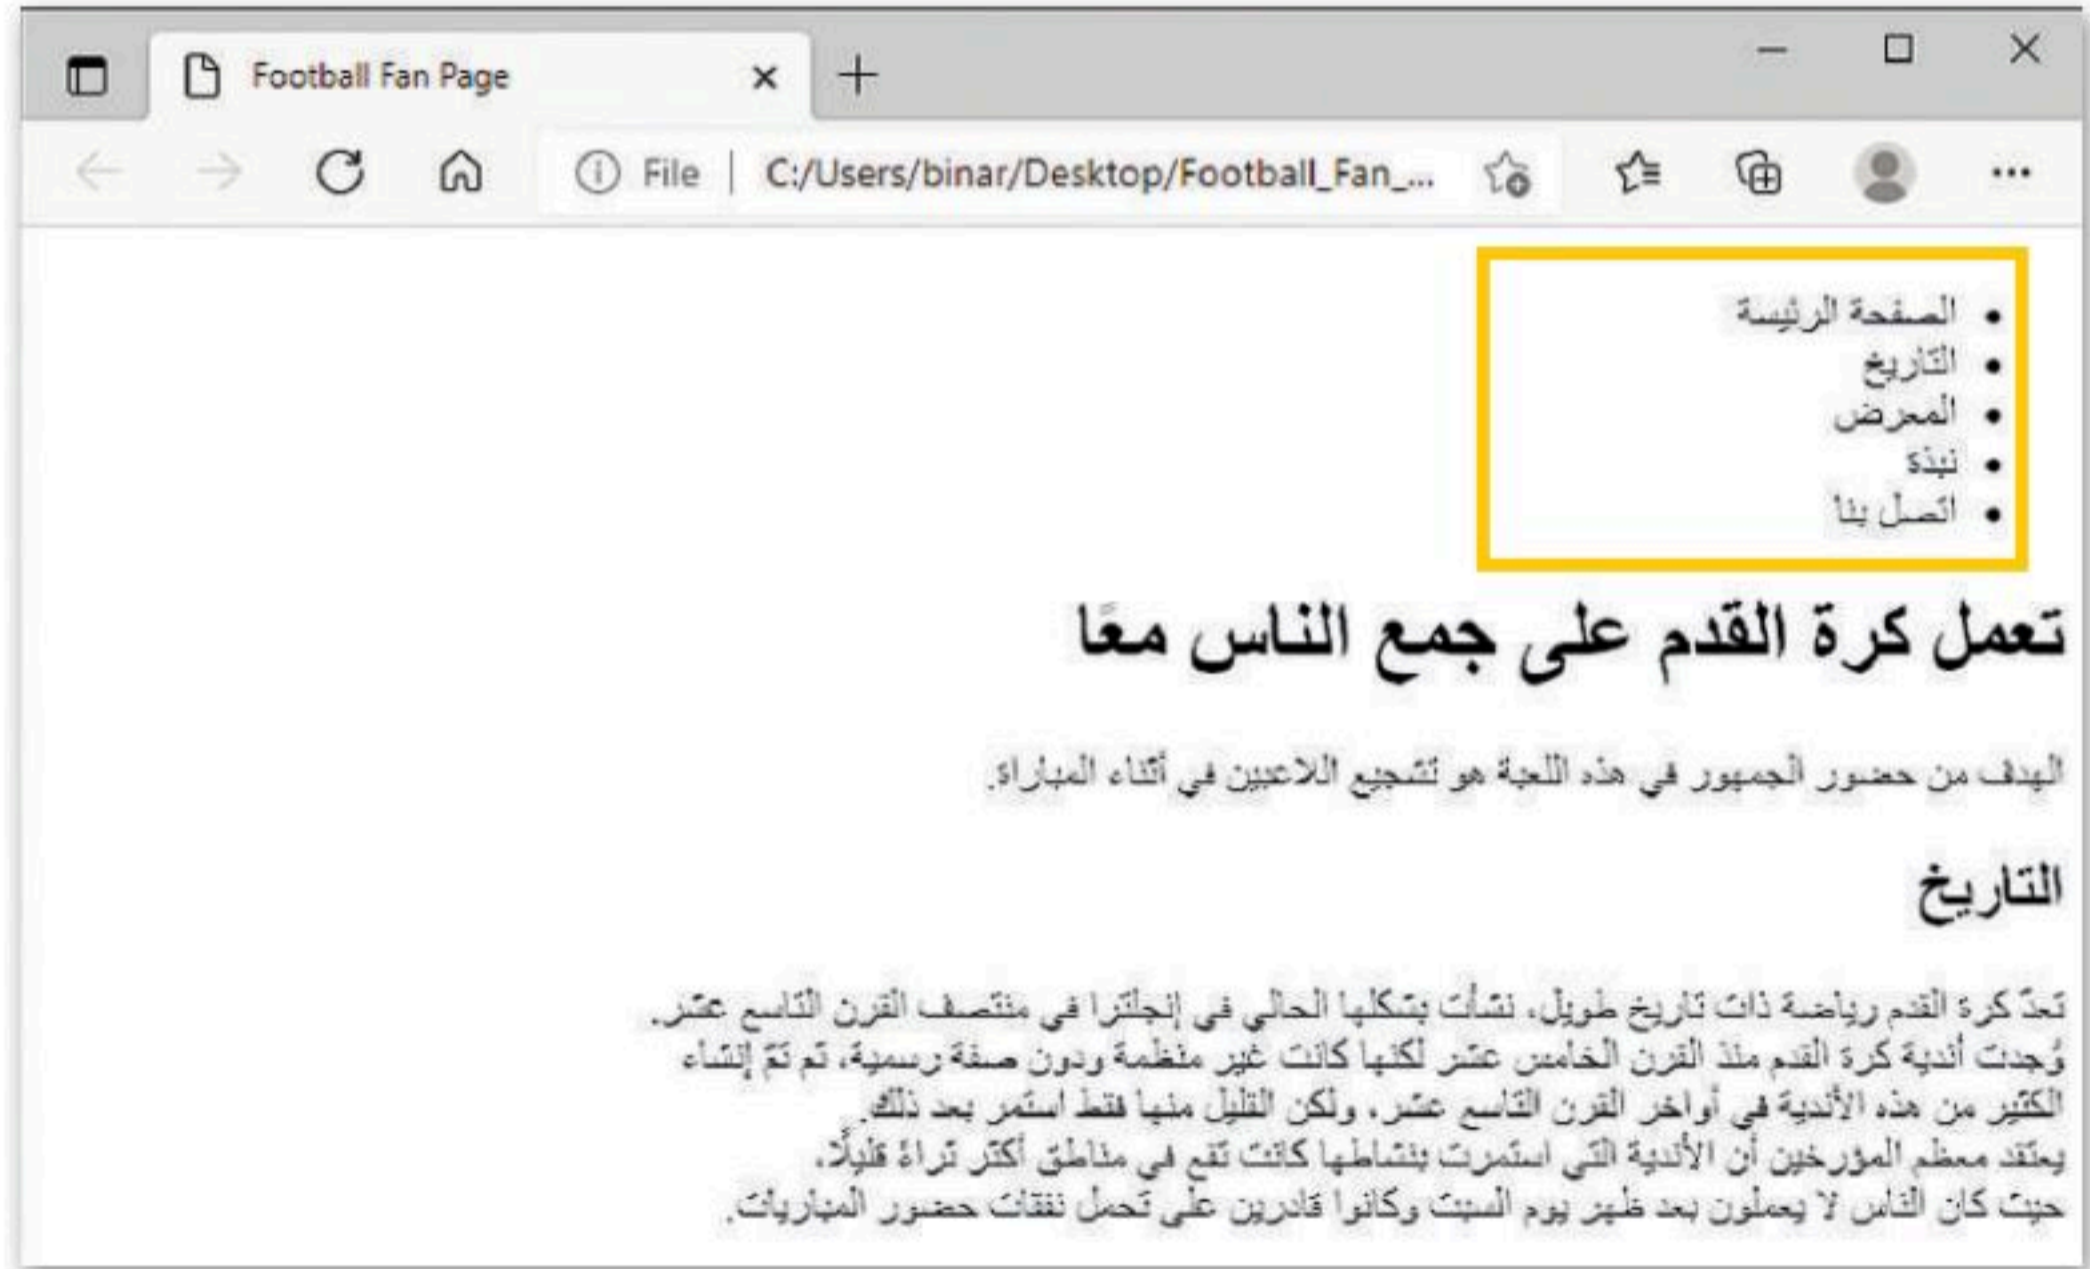 Football Fan Page
File | C:/Users/binar/Desktop/Football_Fan_...
• الصفحة الرئيسة
• التاريخ
• المعرض
• نبذة
• اتصل بنا
تعمل كرة القدم على جمع الناس معًا
الهدف من حضور الجمهور في هذه اللعبة هو تشجيع اللاعبين في أثناء المباراة.
التاريخ
تعدّ كرة القدم رياضة ذات تاريخ طويل، نشأت بشكلها الحالي في إنجلترا في منتصف القرن التاسع عشر.
وُجدت أندية كرة القدم منذ القرن الخامس عشر لكنها كانت غير منظمة ودون صفة رسمية، ثم تمّ إنشاء
الكثير من هذه الأندية في أواخر القرن التاسع عشر، ولكن القليل منها فقط استمر بعد ذلك.
يعتقد معظم المؤرخين أن الأندية التي استمرت بنشاطها كانت تقع في مناطق أكثر ثراءً قليلًا،
حيث كان الناس لا يعملون بعد ظهر يوم السبت وكانوا قادرين على تحمل نفقات حضور المباريات.